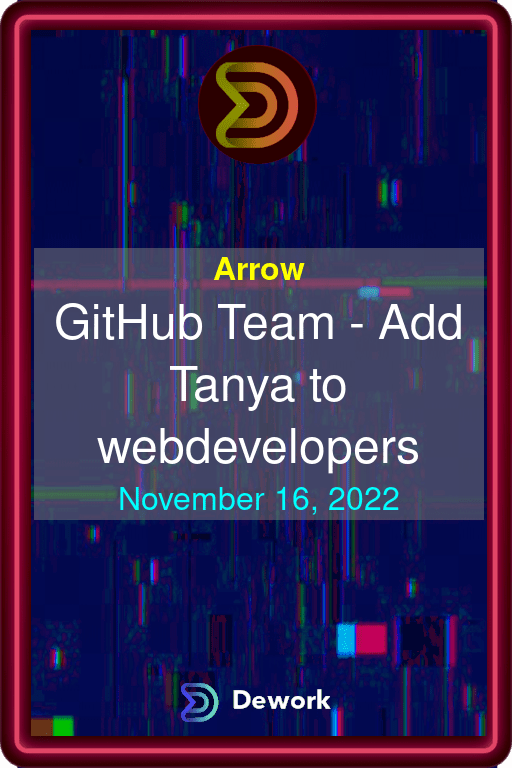 Arrow
GitHub Team - Add
Tanya to
webdevelopers
November 16, 2022
Dework